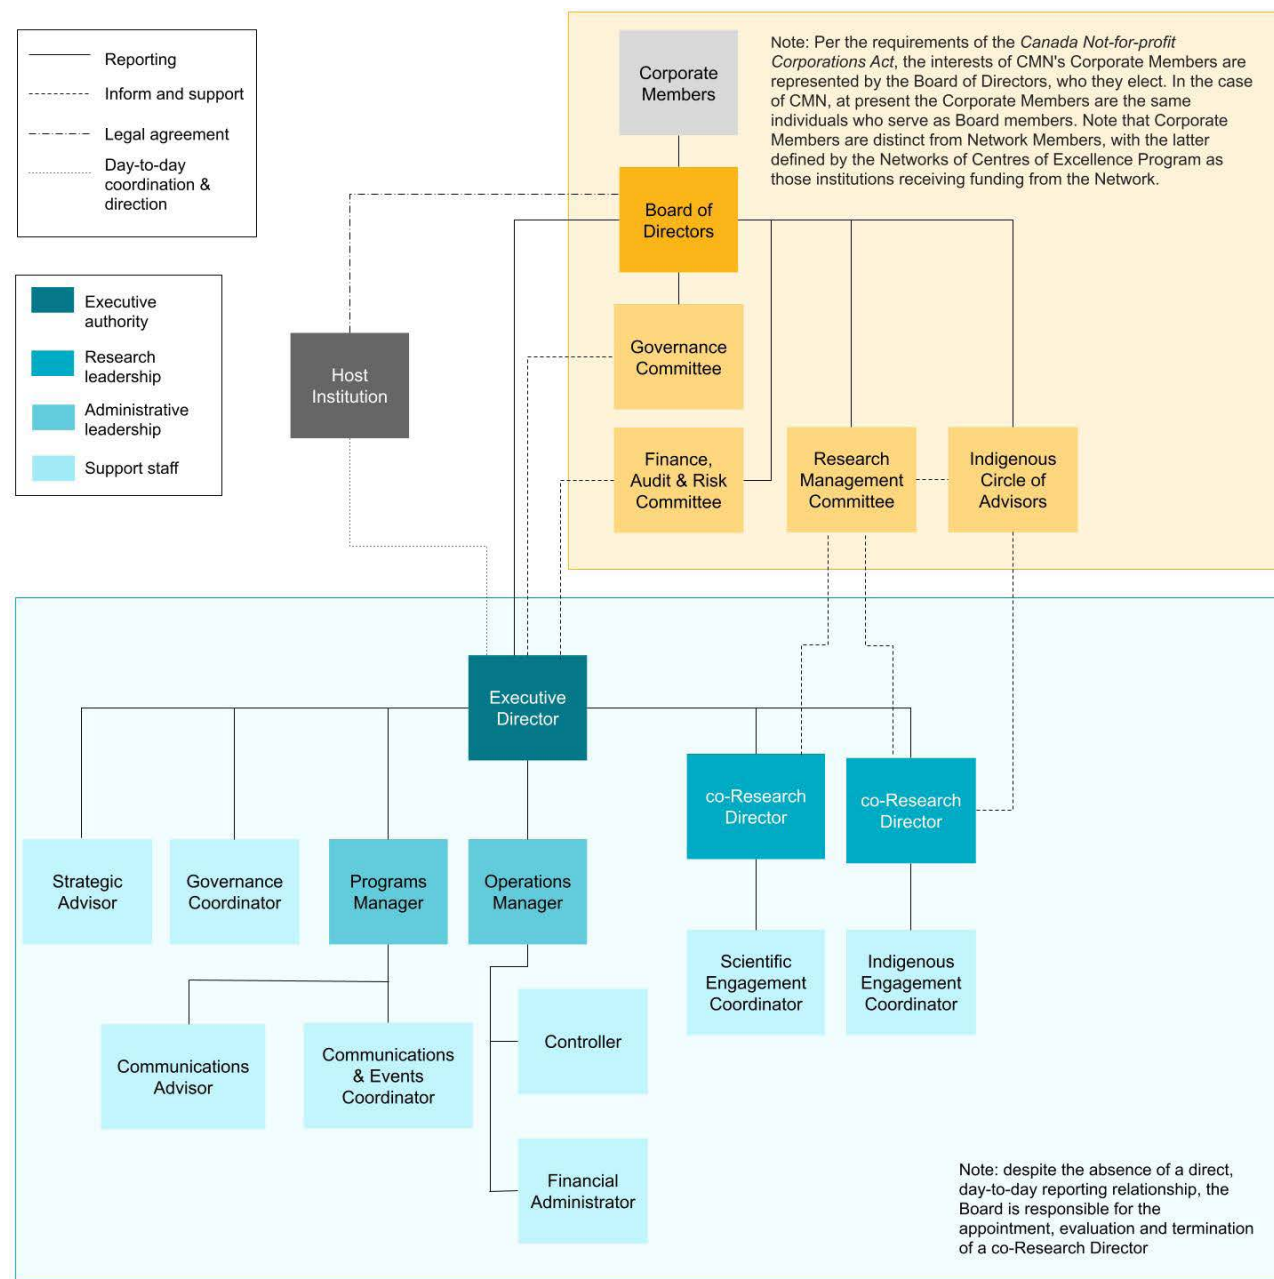 Reporting
Inform and support
Legal agreement
Day-to-day
coordination &
direction
Executive
authority
Research
leadership
Administrative
leadership
Support staff
Corporate
Members
Note: Per the requirements of the Canada Not-for-profit
Corporations Act, the interests of CMN's Corporate Members are
represented by the Board of Directors, who they elect. In the case
of CMN, at present the Corporate Members are the same
individuals who serve as Board members. Note that Corporate
Members are distinct from Network Members, with the latter
defined by the Networks of Centres of Excellence Program as
those institutions receiving funding from the Network.
Board of
Directors
Host
Institution
Governance
Committee
Finance,
Audit & Risk
Committee
Research
Management
Committee
Indigenous
Circle of
Advisors
Executive
Director
co-Research
Director
co-Research
Director
Strategic
Advisor
Governance
Coordinator
Programs
Manager
Operations
Manager
Scientific
Engagement
Coordinator
Indigenous
Engagement
Coordinator
Communications
Advisor
Communications
& Events
Coordinator
Controller
Financial
Administrator
Note: despite the absence of a direct,
day-to-day reporting relationship, the
Board is responsible for the
appointment, evaluation and termination
of a co-Research Director